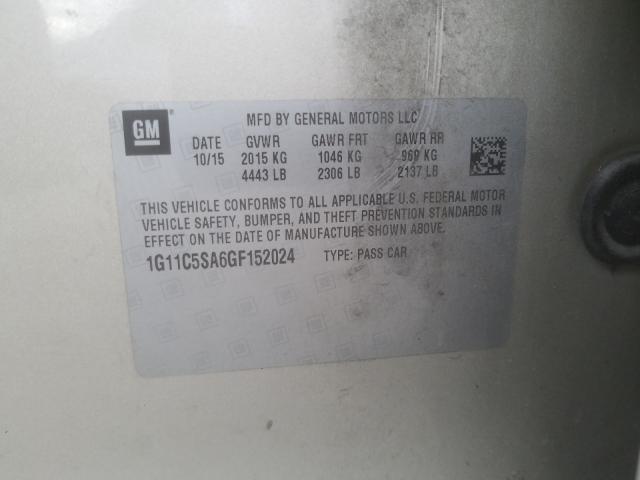 GM
MFD BY GENERAL MOTORS LLC
DATE GVWR GAWR FRT GAWR RR
10/15 2015 KG 1046 KG 969 KG
4443 LB 2306 LB 2137 LB
THIS VEHICLE CONFORMS TO ALL APPLICABLE U.S. FEDERAL MOTOR
VEHICLE SAFETY, BUMPER, AND THEFT PREVENTION STANDARDS IN
EFFECT ON THE DATE OF MANUFACTURE SHOWN ABOVE.
1G11C5SA6GF152024 TYPE: PASS CAR